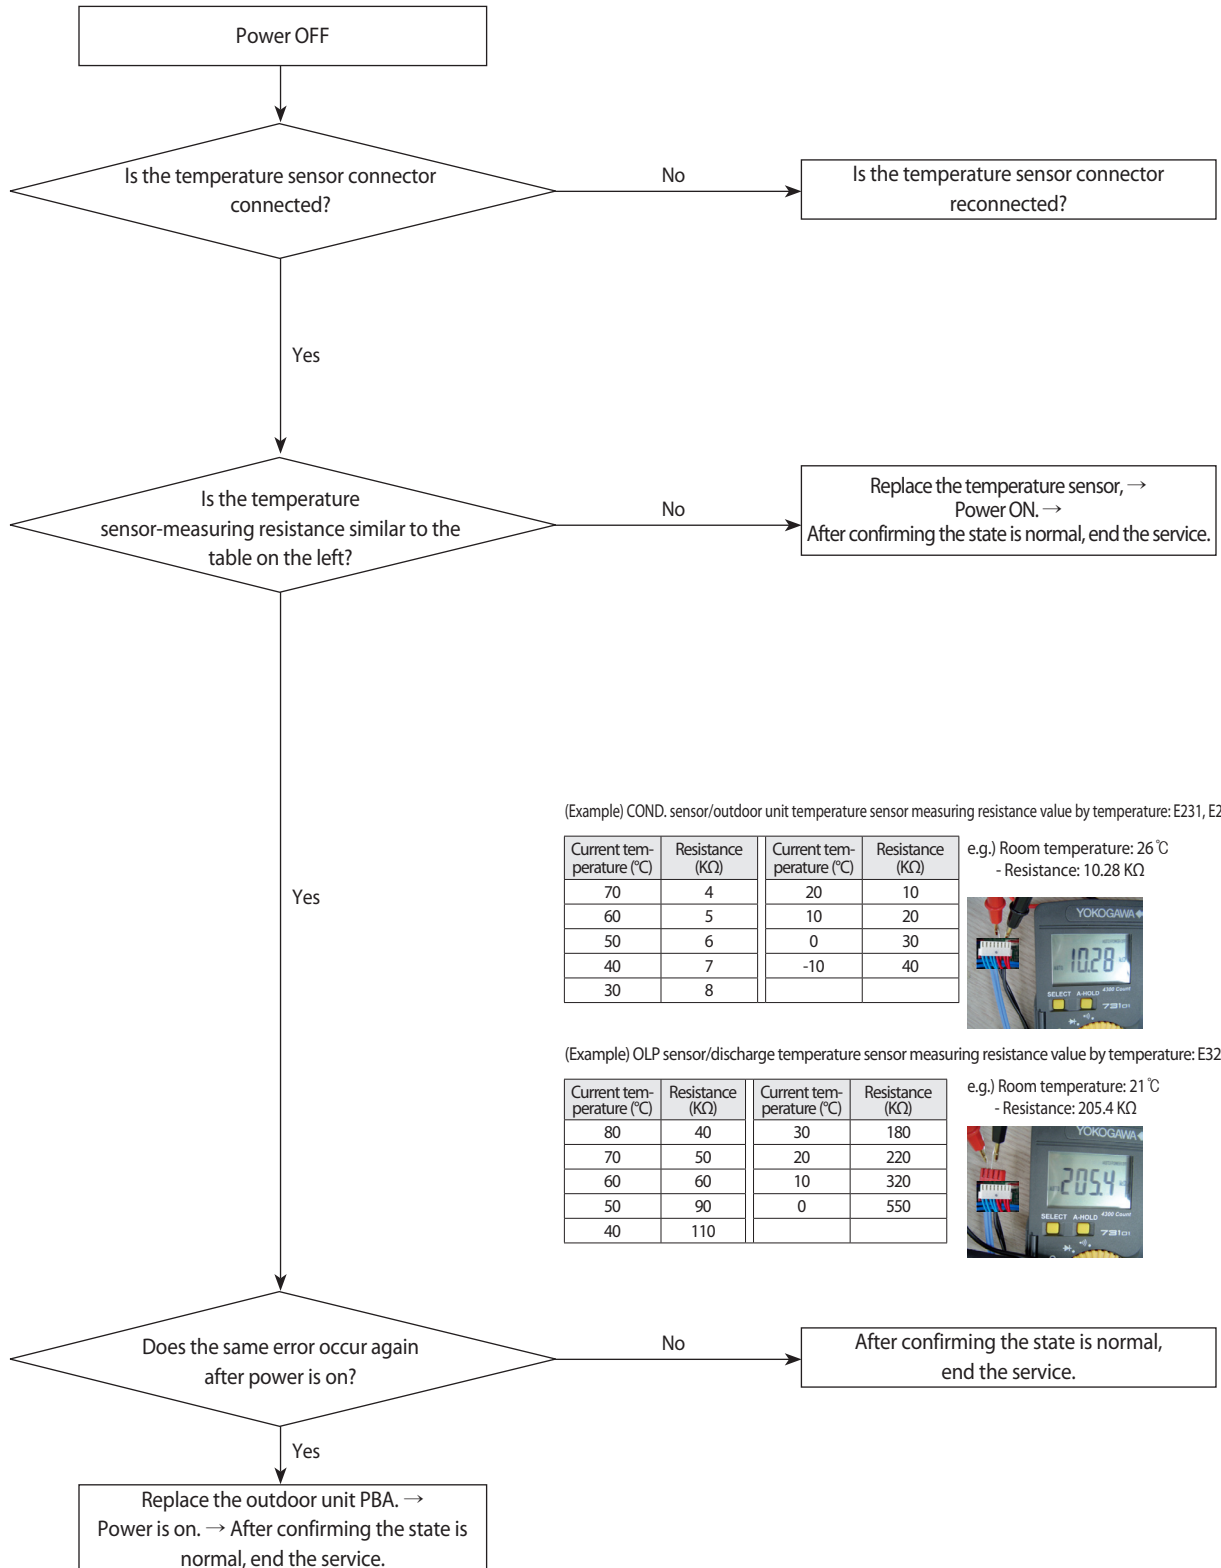 Power OFF
Is the temperature sensor connector
connected?
No
Is the temperature sensor connector
reconnected?
Yes
Is the temperature
sensor-measuring resistance similar to the
table on the left?
No
Replace the temperature sensor, →
Power ON. →
After confirming the state is normal, end the service.
Yes
(Example) COND. sensor/outdoor unit temperature sensor measuring resistance value by temperature: E231, E2
Current tem-
perature (°C)
Resistance
(KΩ)
Current tem-
perature (°C)
Resistance
(KΩ)
70 4 20 10
60 5 10 20
50 6 0 30
40 7 -10 40
30 8
e.g.) Room temperature: 26℃
- Resistance: 10.28 KΩ
YOKOGAWA
10.28
SELECT A-HOLD 4300 Count
731
(Example) OLP sensor/discharge temperature sensor measuring resistance value by temperature: E32
Current tem-
perature (°C)
Resistance
(KΩ)
Current tem-
perature (°C)
Resistance
(KΩ)
80 40 30 180
70 50 20 220
60 60 10 320
50 90 0 550
40 110
e.g.) Room temperature: 21℃
- Resistance: 205.4 KΩ
YOKOGAWA
205.4
SELECT A-HOLD 4300 Count
731
Does the same error occur again
after power is on?
No
After confirming the state is normal,
end the service.
Yes
Replace the outdoor unit PBA. →
Power is on. → After confirming the state is
normal, end the service.